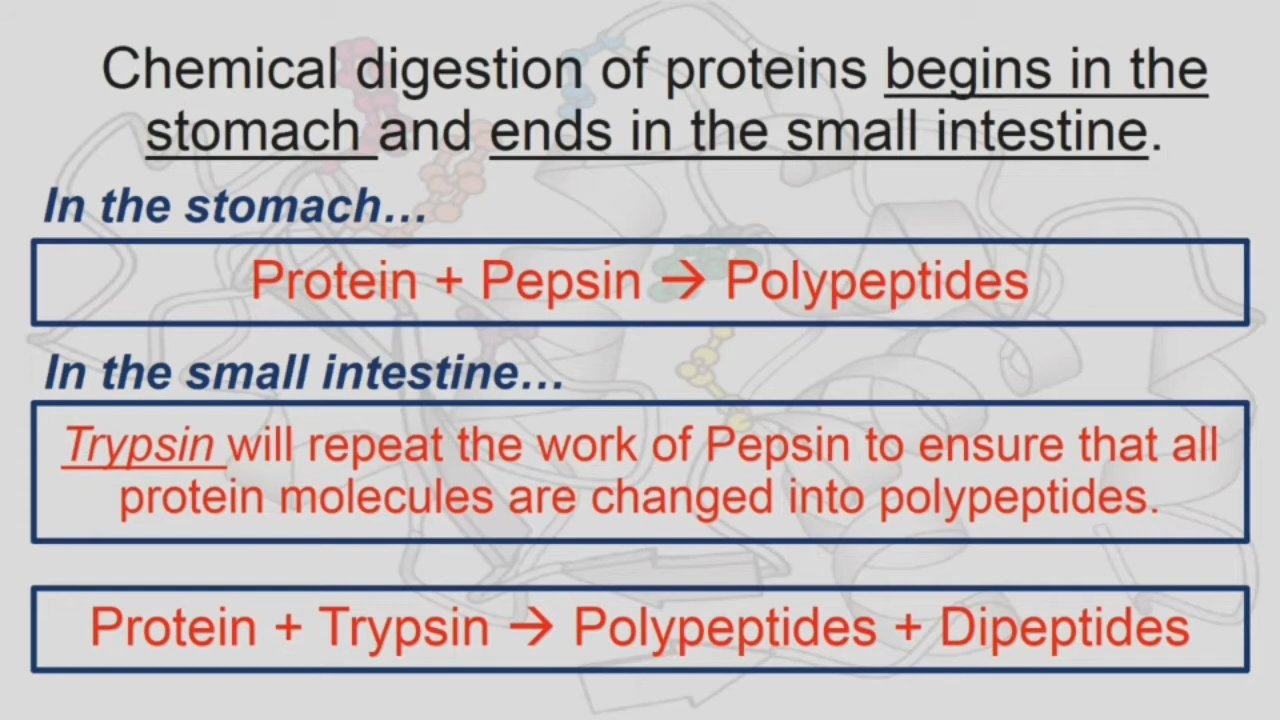 Chemical digestion of proteins begins in the
stomach and ends in the small intestine.
In the stomach…
Protein + Pepsin → Polypeptides
In the small intestine…
Trypsin will repeat the work of Pepsin to ensure that all
protein molecules are changed into polypeptides.
Protein + Trypsin → Polypeptides + Dipeptides